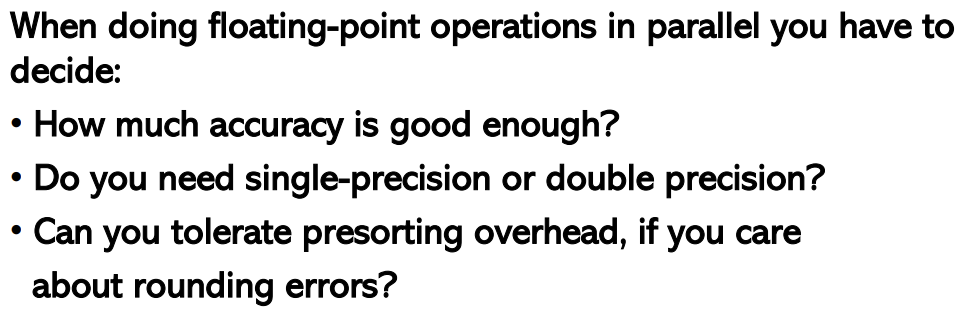 When doing floating-point operations in parallel you have to
decide:
• How much accuracy is good enough?
• Do you need single-precision or double precision?
• Can you tolerate presorting overhead, if you care
about rounding errors?